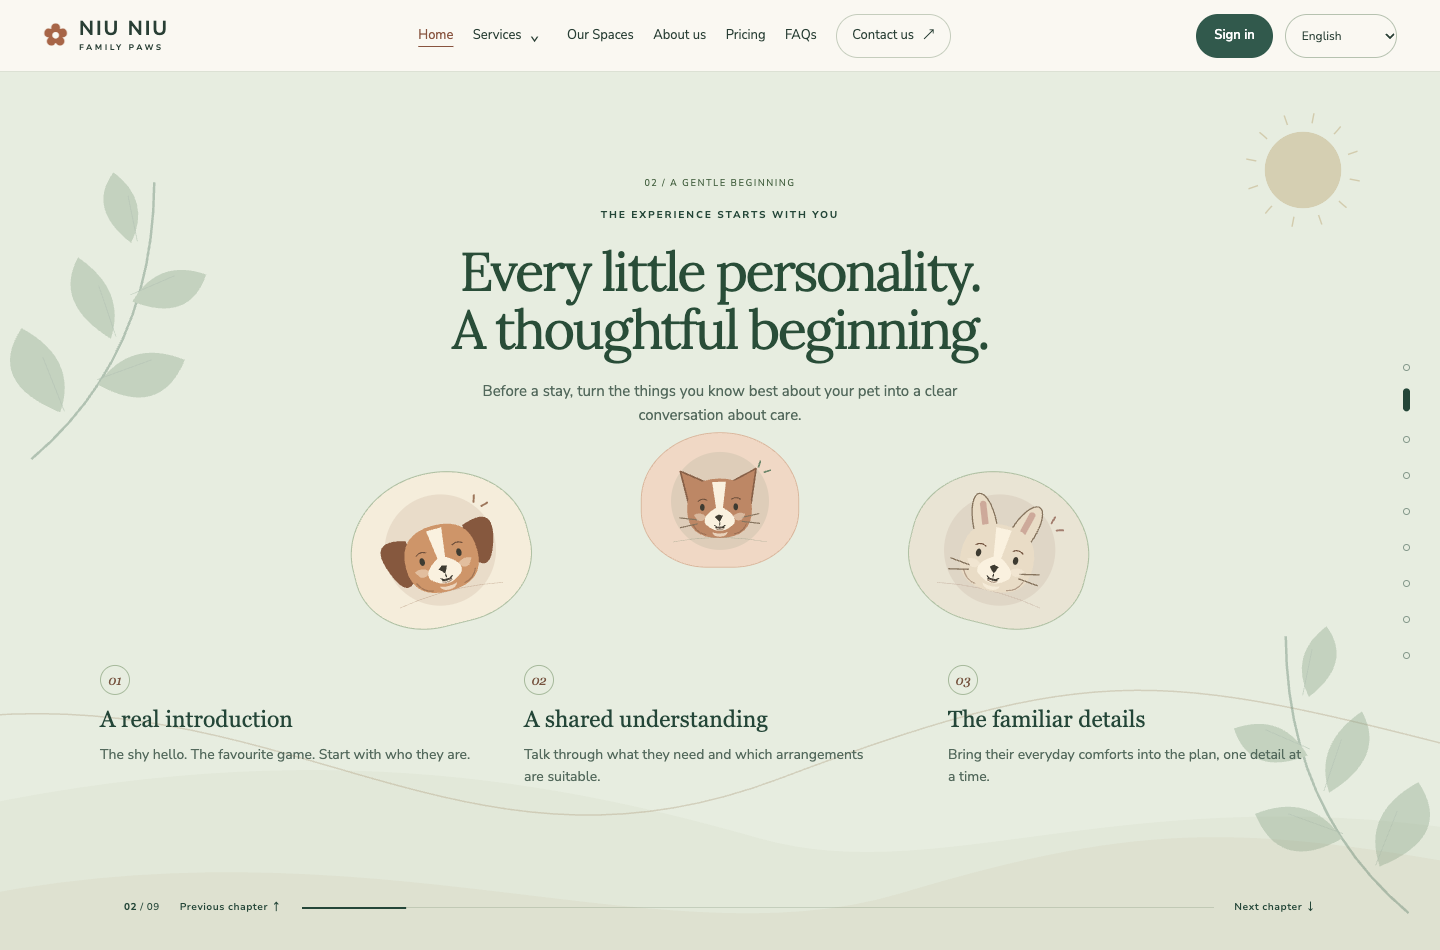 NIU NIU
FAMILY PAWS
Home
Services
Our Spaces
About us
Pricing
FAQs
Contact us ↗
Sign in
English
02 / A GENTLE BEGINNING
THE EXPERIENCE STARTS WITH YOU
Every little personality.
A thoughtful beginning.
Before a stay, turn the things you know best about your pet into a clear
conversation about care.
01
A real introduction
The shy hello. The favourite game. Start with who they are.
02
A shared understanding
Talk through what they need and which arrangements
are suitable.
03
The familiar details
Bring their everyday comforts into the plan, one detail at
a time.
02 / 09
Previous chapter ↑
Next chapter ↓